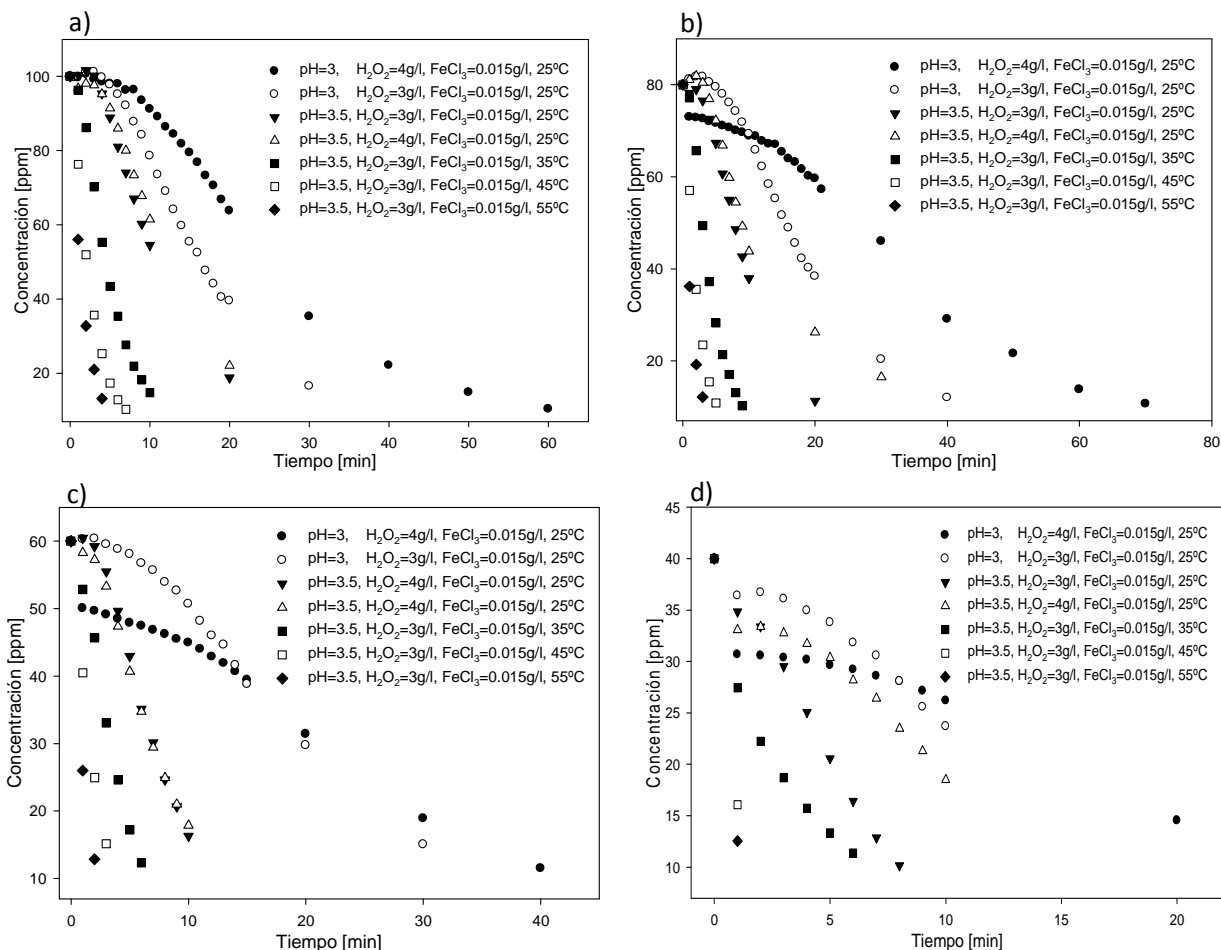 a)
100
80
60
40
20
Concentración [ppm]
pH=3, H₂O₂=4g/l, FeCl₃=0.015g/l, 25ºC
pH=3, H₂O₂=3g/l, FeCl₃=0.015g/l, 25ºC
pH=3.5, H₂O₂=3g/l, FeCl₃=0.015g/l, 25ºC
pH=3.5, H₂O₂=4g/l, FeCl₃=0.015g/l, 25ºC
pH=3.5, H₂O₂=3g/l, FeCl₃=0.015g/l, 35ºC
pH=3.5, H₂O₂=3g/l, FeCl₃=0.015g/l, 45ºC
pH=3.5, H₂O₂=3g/l, FeCl₃=0.015g/l, 55ºC
0 10 20 30 40 50 60
Tiempo [min]
b)
80
60
40
20
Concentración [ppm]
pH=3, H₂O₂=4g/l, FeCl₃=0.015g/l, 25ºC
pH=3, H₂O₂=3g/l, FeCl₃=0.015g/l, 25ºC
pH=3.5, H₂O₂=3g/l, FeCl₃=0.015g/l, 25ºC
pH=3.5, H₂O₂=4g/l, FeCl₃=0.015g/l, 25ºC
pH=3.5, H₂O₂=3g/l, FeCl₃=0.015g/l, 35ºC
pH=3.5, H₂O₂=3g/l, FeCl₃=0.015g/l, 45ºC
pH=3.5, H₂O₂=3g/l, FeCl₃=0.015g/l, 55ºC
0 20 40 60 80
Tiempo [min]
c)
60
50
40
30
20
10
Concentración [ppm]
pH=3, H₂O₂=4g/l, FeCl₃=0.015g/l, 25ºC
pH=3, H₂O₂=3g/l, FeCl₃=0.015g/l, 25ºC
pH=3.5, H₂O₂=4g/l, FeCl₃=0.015g/l, 25ºC
pH=3.5, H₂O₂=4g/l, FeCl₃=0.015g/l, 25ºC
pH=3.5, H₂O₂=3g/l, FeCl₃=0.015g/l, 35ºC
pH=3.5, H₂O₂=3g/l, FeCl₃=0.015g/l, 45ºC
pH=3.5, H₂O₂=3g/l, FeCl₃=0.015g/l, 55ºC
0 10 20 30 40
Tiempo [min]
d)
45
40
35
30
25
20
15
10
Concentración [ppm]
pH=3, H₂O₂=4g/l, FeCl₃=0.015g/l, 25ºC
pH=3, H₂O₂=3g/l, FeCl₃=0.015g/l, 25ºC
pH=3.5, H₂O₂=3g/l, FeCl₃=0.015g/l, 25ºC
pH=3.5, H₂O₂=4g/l, FeCl₃=0.015g/l, 25ºC
pH=3.5, H₂O₂=3g/l, FeCl₃=0.015g/l, 35ºC
pH=3.5, H₂O₂=3g/l, FeCl₃=0.015g/l, 45ºC
pH=3.5, H₂O₂=3g/l, FeCl₃=0.015g/l, 55ºC
0 5 10 15 20
Tiempo [min]